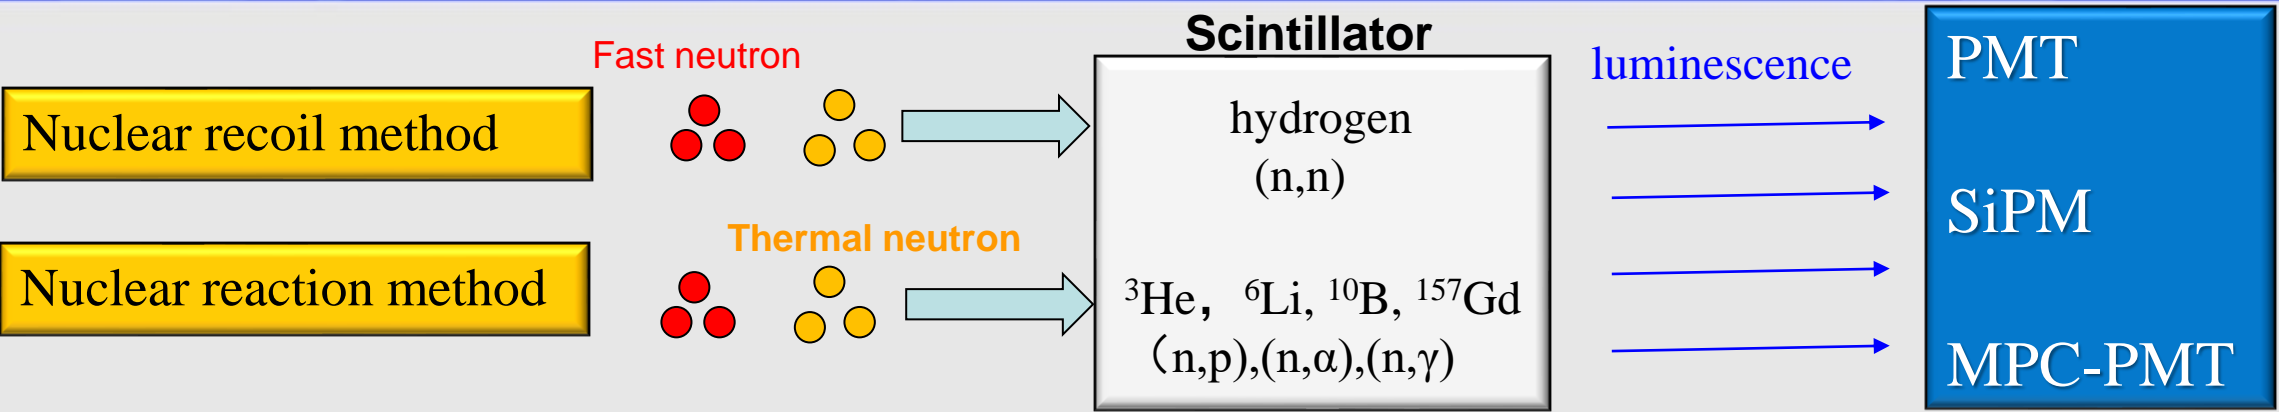 Scintillator
Fast neutron
luminescence
PMT
Nuclear recoil method
hydrogen
(n,n)
SiPM
Thermal neutron
Nuclear reaction method
³He, ⁶Li, ¹⁰B, ¹⁵⁷Gd
(n,p),(n,α),(n,γ)
MPC-PMT